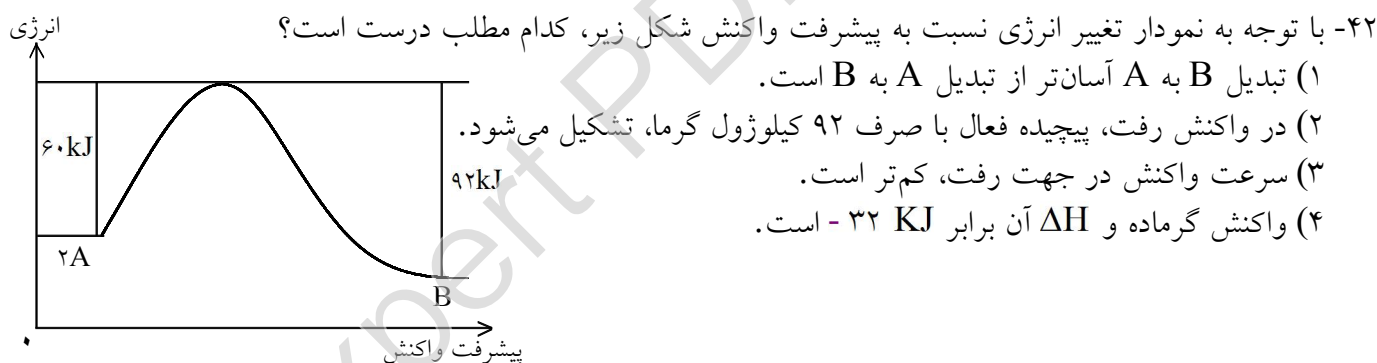 ۴۲- با توجه به نمودار تغییر انرژی نسبت به پیشرفت واکنش شکل زیر، کدام مطلب درست است؟
۱) تبدیل B به A آسان‌تر از تبدیل A به B است.
۲) در واکنش رفت، پیچیده فعال با صرف ۹۲ کیلوژول گرما، تشکیل می‌شود.
۳) سرعت واکنش در جهت رفت، کم‌تر است.
۴) واکنش گرماده و ΔH آن برابر ۳۲ KJ - است.
انرژی
۶۰kJ
۹۲kJ
۲A
B
۰
پیشرفت واکنش